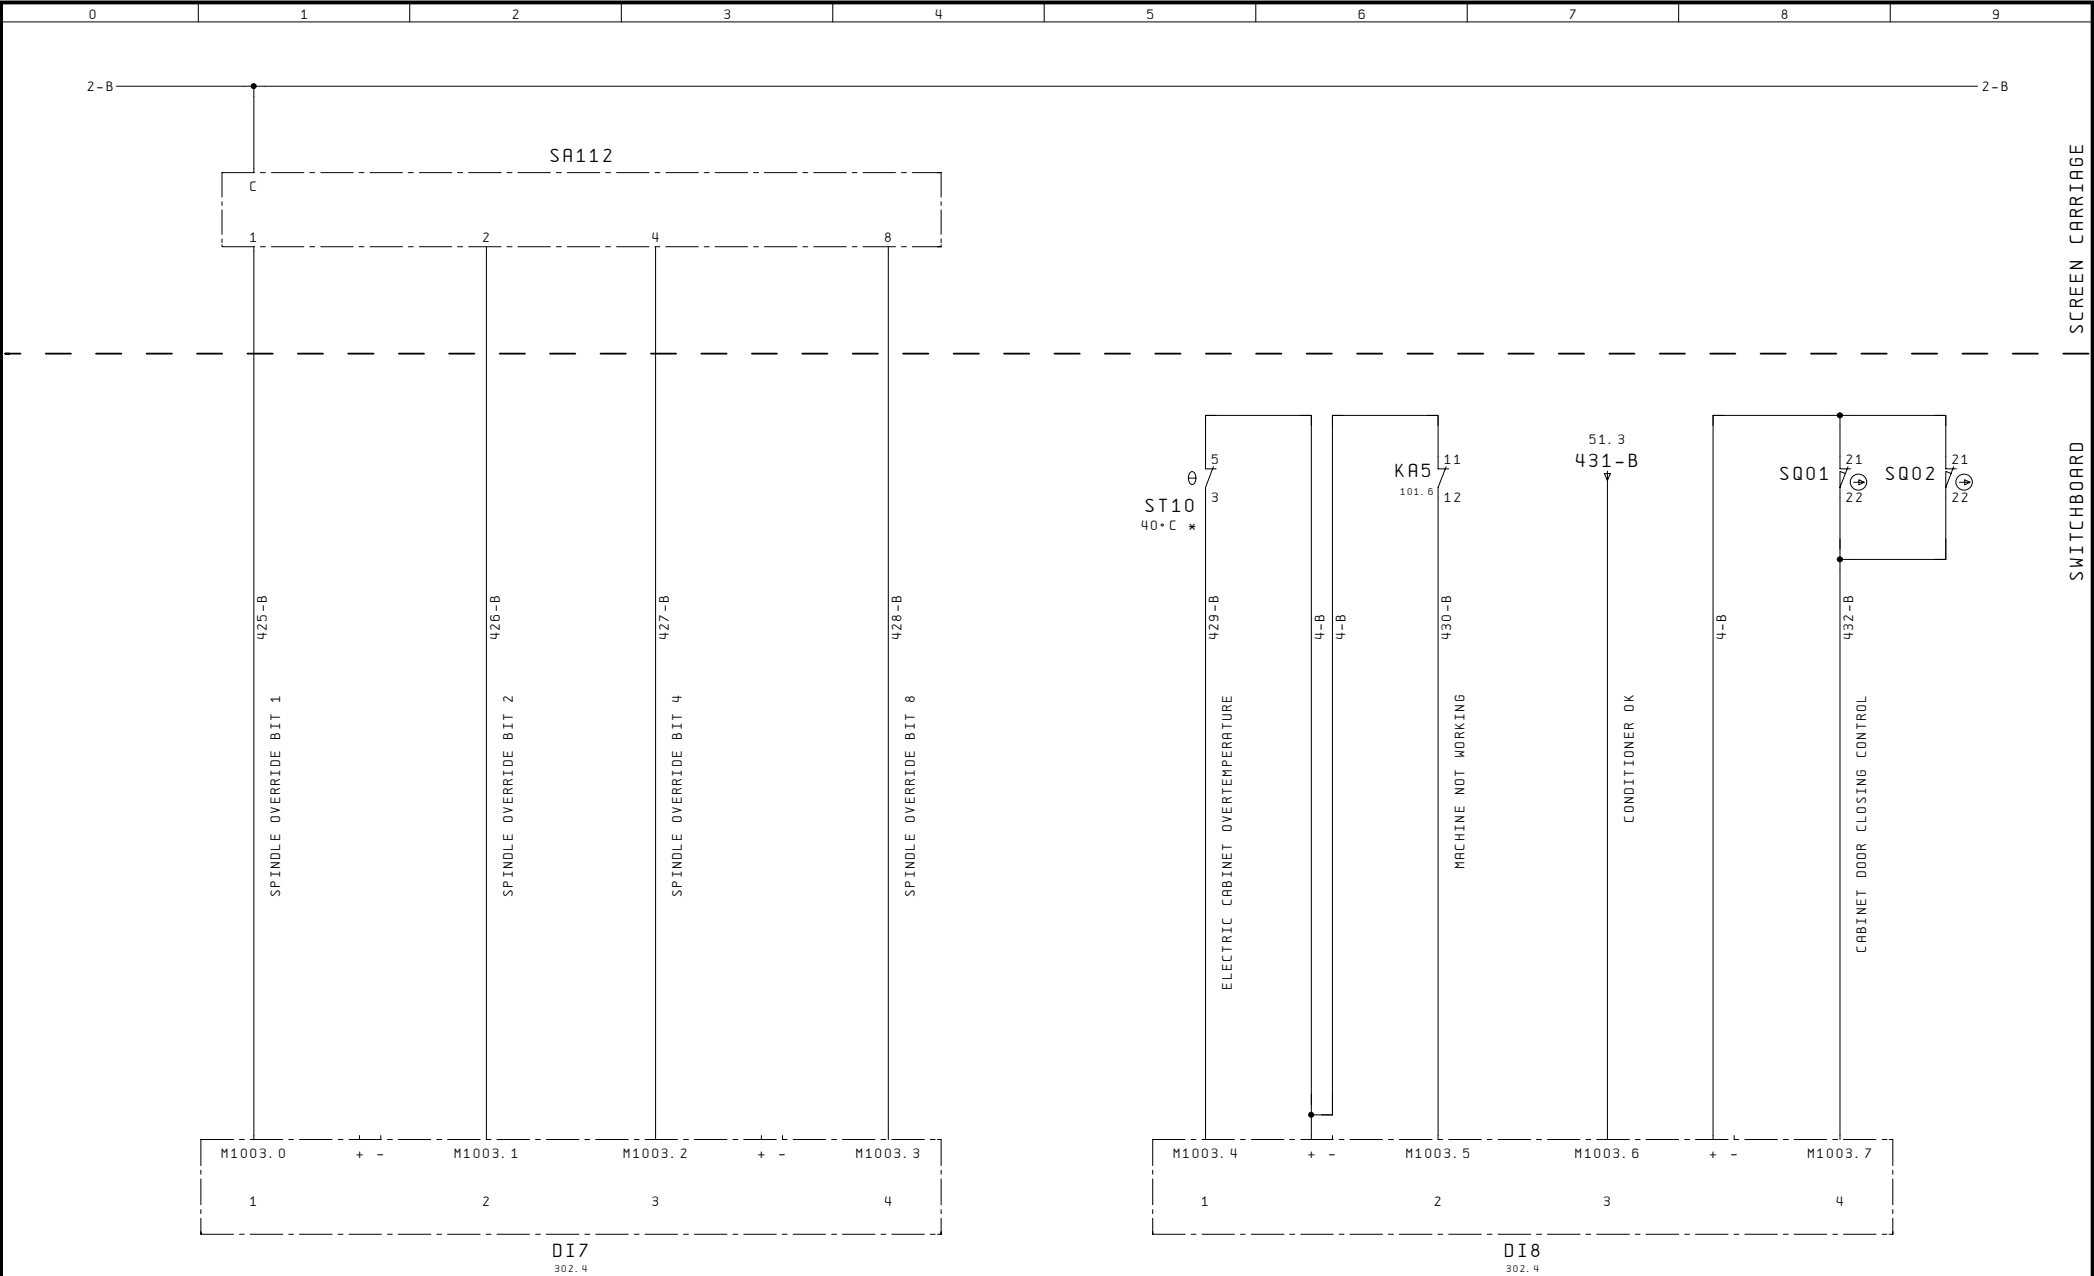 0 1 2 3 4 5 6 7 8 9
2-B 2-B
SA112
C
1 2 4 8
SCREEN CARRIAGE
SWITCHBOARD
51.3
431-B
5
3
ST10
40°C *
θ
KA5
101.6
11
12
SQ01
21
22
SQ02
21
22
425-B
426-B
427-B
428-B
429-B
4-B
4-B
430-B
4-B
432-B
SPINDLE OVERRIDE BIT 1
SPINDLE OVERRIDE BIT 2
SPINDLE OVERRIDE BIT 4
SPINDLE OVERRIDE BIT 8
ELECTRIC CABINET OVERTEMPERATURE
MACHINE NOT WORKING
CONDITIONER OK
CABINET DOOR CLOSING CONTROL
M1003.0 + - M1003.1 M1003.2 + - M1003.3
1 2 3 4
DI7
302.4
M1003.4 + - M1003.5 M1003.6 + - M1003.7
1 2 3 4
DI8
302.4